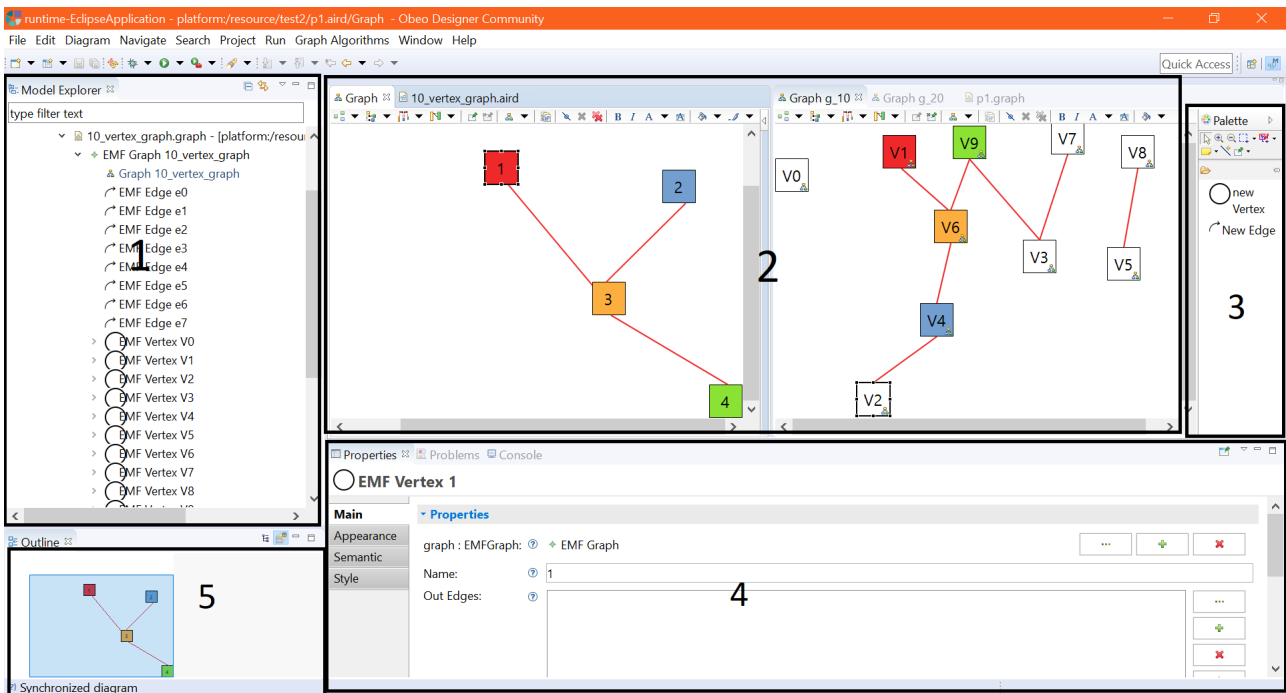 runtime-EclipseApplication - platform:/resource/test2/p1.aird/Graph - Obeo Designer Community
File Edit Diagram Navigate Search Project Run Graph Algorithms Window Help
Quick Access
Model Explorer
type filter text
10_vertex_graph.graph - [platform:/resour
EMF Graph 10_vertex_graph
Graph 10_vertex_graph
EMF Edge e0
EMF Edge e1
EMF Edge e2
EMF Edge e3
EMF Edge e4
EMF Edge e5
EMF Edge e6
EMF Edge e7
EMF Vertex V0
EMF Vertex V1
EMF Vertex V2
EMF Vertex V3
EMF Vertex V4
EMF Vertex V5
EMF Vertex V6
EMF Vertex V7
EMF Vertex V8
1
Graph 10_vertex_graph.aird
B I A
1
2
3
4
2
Graph g_10 Graph g_20 p1.graph
B I A
V0
V1
V9
V7
V8
V6
V3
V5
V4
V2
Palette
new
Vertex
New Edge
3
Properties Problems Console
EMF Vertex 1
Main
Appearance
Semantic
Style
Properties
graph : EMFGraph: EMF Graph
Name: 1
Out Edges:
4
Outline
5
Synchronized diagram